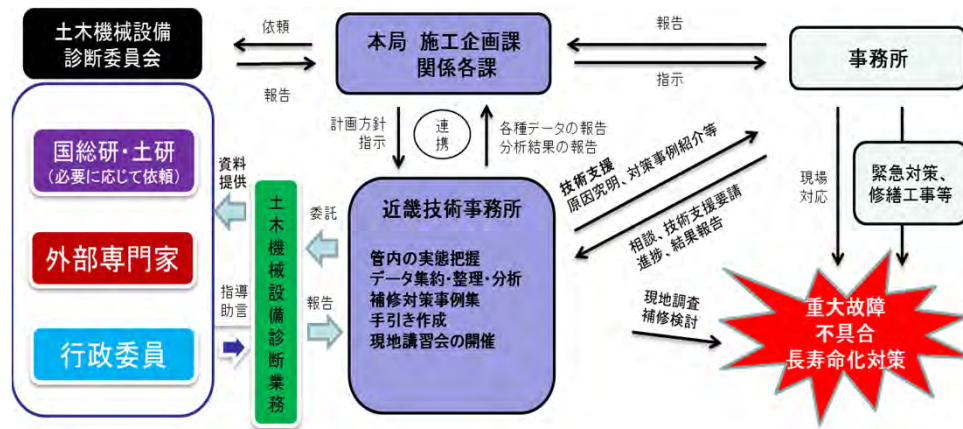 土木機械設備
診断委員会
依頼
報告
本局 施工企画課
関係各課
報告
指示
事務所
国総研・土研
(必要に応じて依頼)
外部専門家
行政委員
資料
提供
指導
助言
土木機械設備診断業務
委託
報告
計画方針
指示
連携
各種データの報告
分析結果の報告
近畿技術事務所
管内の実態把握
データ集約・整理・分析
補修対策事例集
手引き作成
現地講習会の開催
技術支援
原因究明、対策事例紹介等
相談、技術支援要請
進捗、結果報告
現場
対応
緊急対策、
修繕工事等
現地調査
補修検討
重大故障
不具合
長寿命化対策